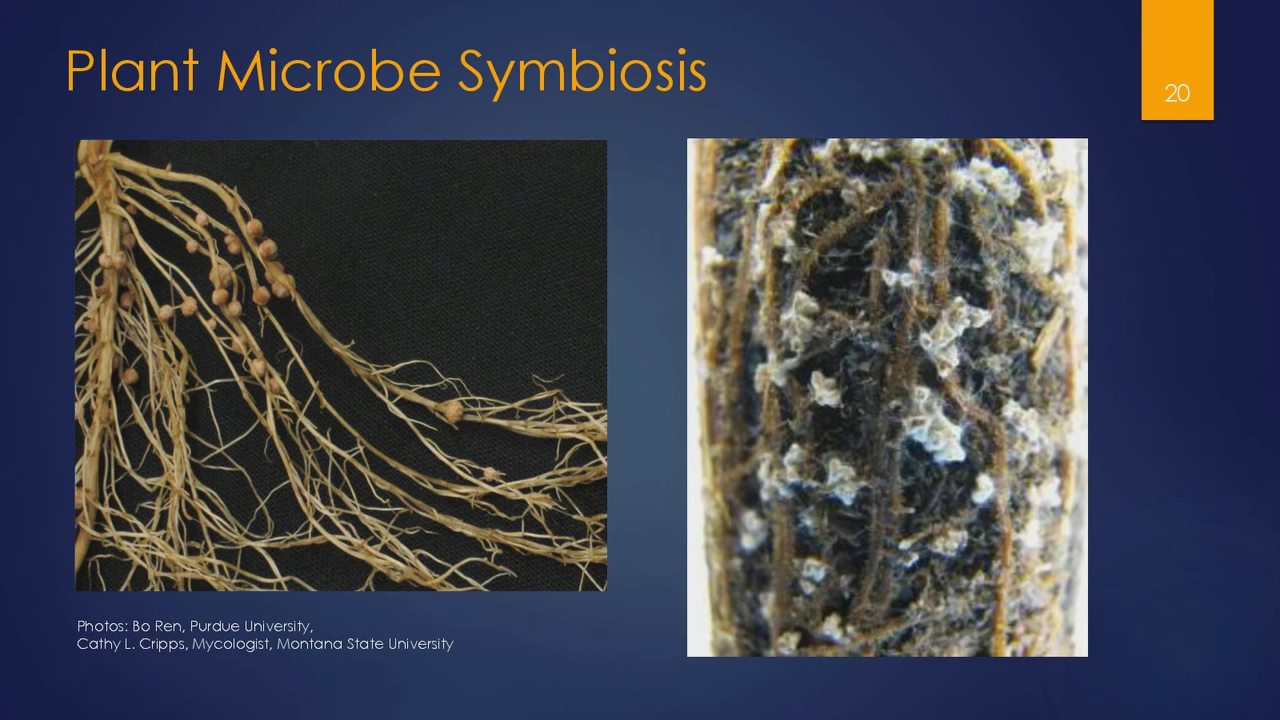 Plant Microbe Symbiosis
20
Photos: Bo Ren, Purdue University,
Cathy L. Cripps, Mycologist, Montana State University